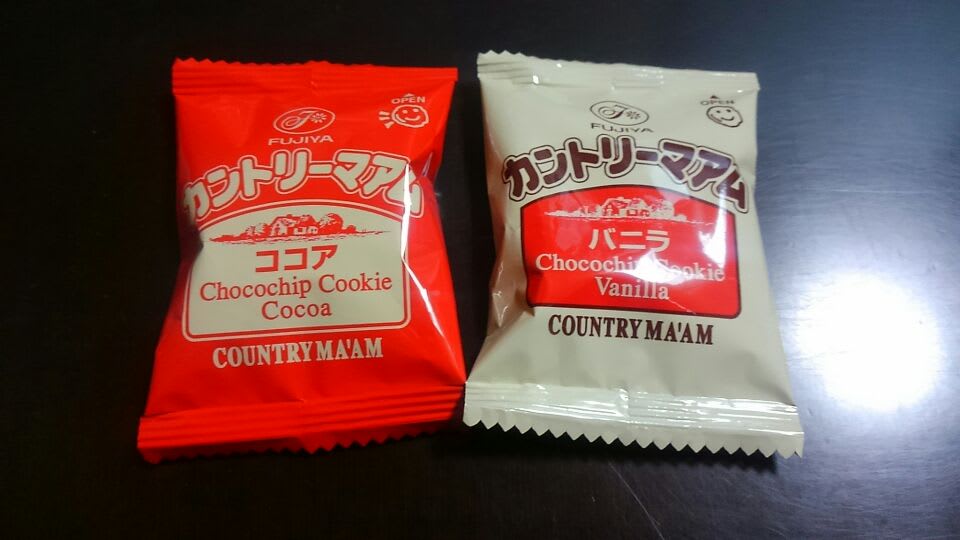 OPEN
FUJIYA
カントリーマアム
ココア
Chocochip Cookie
Cocoa
COUNTRY MA'AM
OPEN
FUJIYA
カントリーマアム
バニラ
Chocochip Cookie
Vanilla
COUNTRY MA'AM